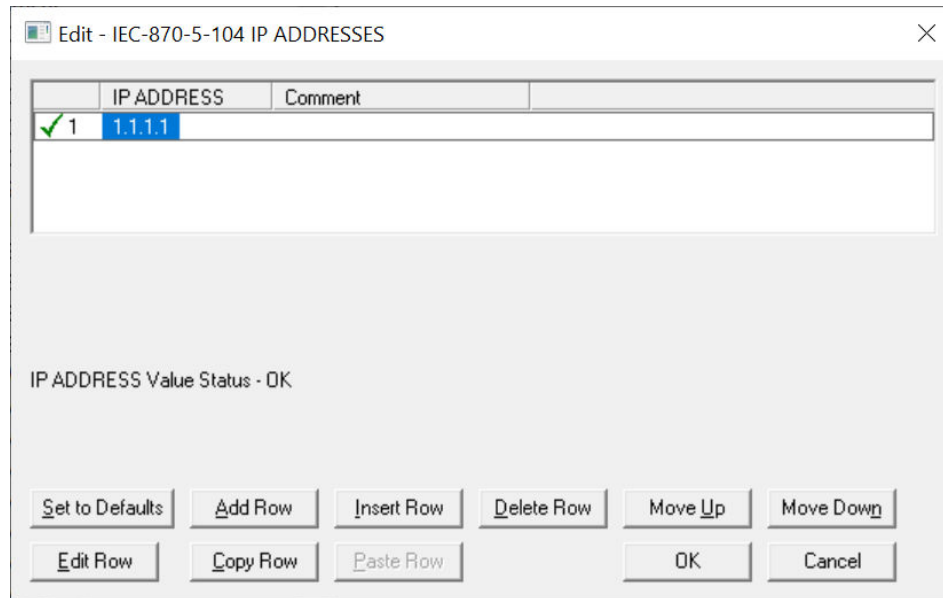 Edit - IEC-870-5-104 IP ADDRESSES
IP ADDRESS Comment
1 1.1.1.1
IP ADDRESS Value Status - OK
Set to Defaults Add Row Insert Row Delete Row Move Up Move Down
Edit Row Copy Row Paste Row OK Cancel